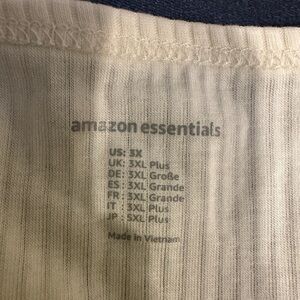 amazon essentials
US: 3X
UK: 3XL Plus
DE: 3XL Große
ES: 3XL Grande
FR: 3XL Grande
IT : 3XL Plus
JP : 5XL Plus
Made in Vietnam